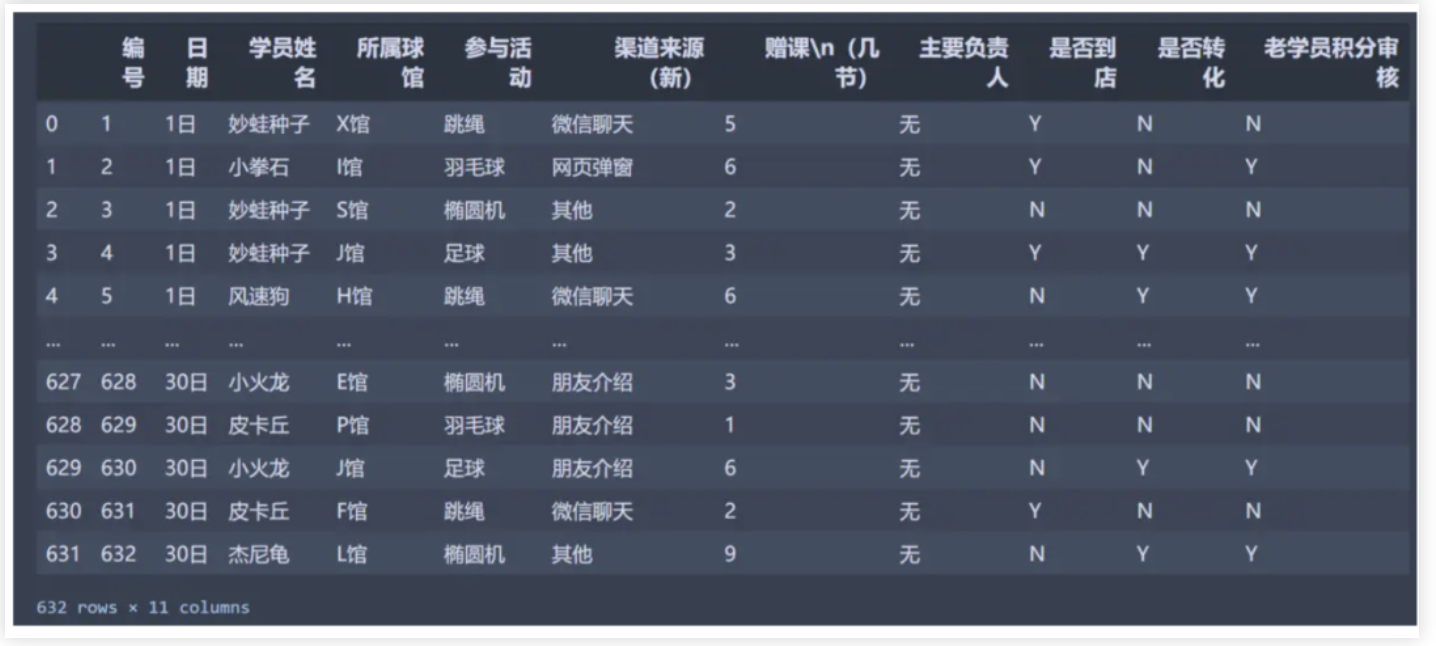 编号 日期 学员姓名 所属球馆 参与活动 渠道来源（新） 赠课\n（几节） 主要负责人 是否到店 是否转化 老学员积分审核
0 1 1日 妙蛙种子 X馆 跳绳 微信聊天 5 无 Y N N
1 2 1日 小拳石 I馆 羽毛球 网页弹窗 6 无 Y N Y
2 3 1日 妙蛙种子 S馆 椭圆机 其他 2 无 N N N
3 4 1日 妙蛙种子 J馆 足球 其他 3 无 Y Y Y
4 5 1日 风速狗 H馆 跳绳 微信聊天 6 无 N Y Y
... ... ... ... ... ... ... ... ... ... ... ...
627 628 30日 小火龙 E馆 椭圆机 朋友介绍 3 无 N N N
628 629 30日 皮卡丘 P馆 羽毛球 朋友介绍 1 无 N N N
629 630 30日 小火龙 J馆 足球 朋友介绍 6 无 N Y Y
630 631 30日 皮卡丘 F馆 跳绳 微信聊天 2 无 Y N N
631 632 30日 杰尼龟 L馆 椭圆机 其他 9 无 N Y Y
632 rows × 11 columns